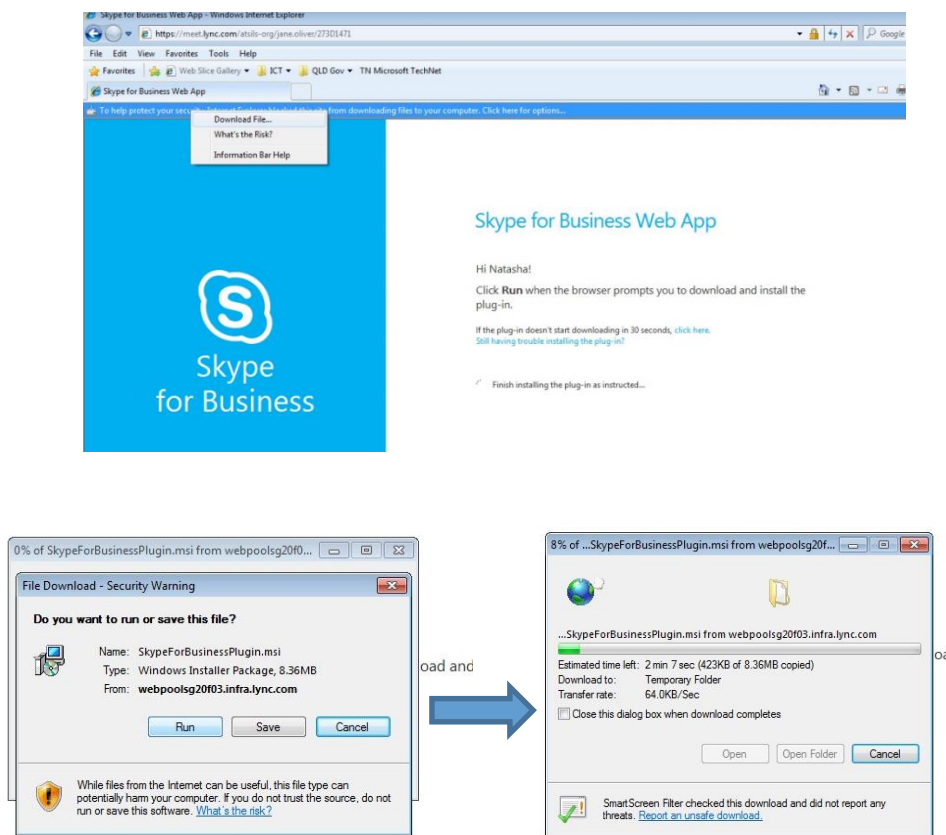 Skype for Business Web App - Windows Internet Explorer
https://meet.lync.com/atsils-org/jane.oliver/273D1471
Google
File Edit View Favorites Tools Help
Favorites Web Slice Gallery ICT QLD Gov TN Microsoft TechNet
Skype for Business Web App
To help protect your security, Internet Explorer blocked this site from downloading files to your computer. Click here for options...
Download File...
What's the Risk?
Information Bar Help
Skype for Business Web App
Hi Natasha!
Click Run when the browser prompts you to download and install the
plug-in.
If the plug-in doesn't start downloading in 30 seconds, click here.
Still having trouble installing the plug-in?
Finish installing the plug-in as instructed...
Skype
for Business
0% of SkypeForBusinessPlugin.msi from webpoolsg20f0...
File Download - Security Warning
Do you want to run or save this file?
Name: SkypeForBusinessPlugin.msi
Type: Windows Installer Package, 8.36MB
From: webpoolsg20f03.infra.lync.com
Run Save Cancel
While files from the Internet can be useful, this file type can
potentially harm your computer. If you do not trust the source, do not
run or save this software. What's the risk?
oad and
8% of ...SkypeForBusinessPlugin.msi from webpoolsg20f...
...SkypeForBusinessPlugin.msi from webpoolsg20f03.infra.lync.com
Estimated time left: 2 min 7 sec (423KB of 8.36MB copied)
Download to: Temporary Folder
Transfer rate: 64.0KB/Sec
Close this dialog box when download completes
Open Open Folder Cancel
SmartScreen Filter checked this download and did not report any
threats. Report an unsafe download.
oa